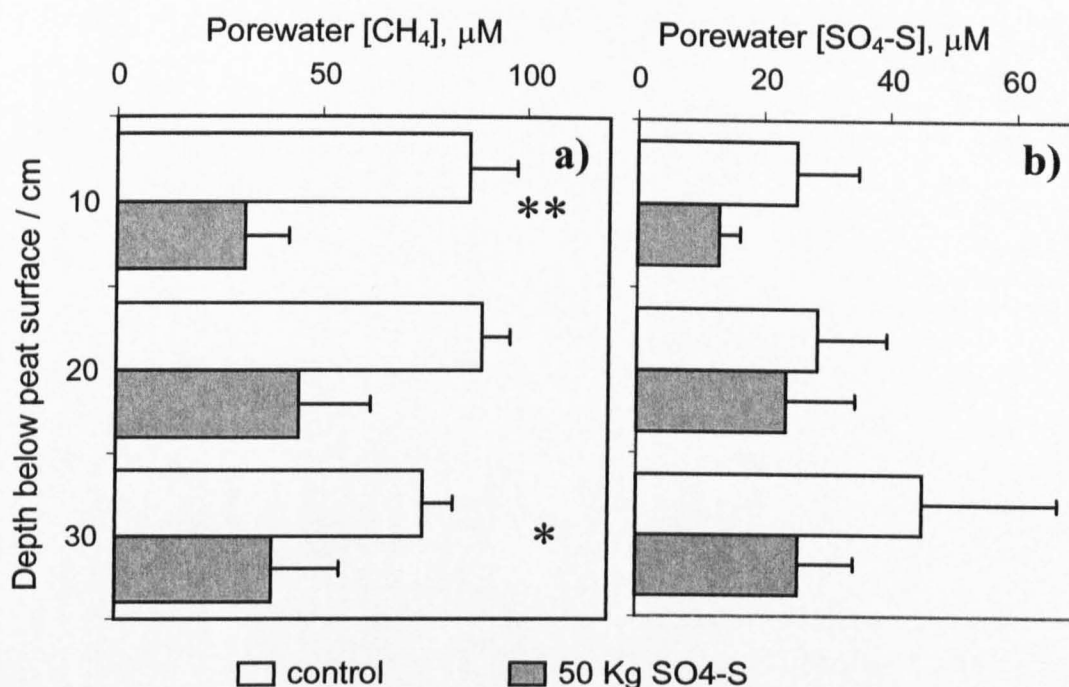 Porewater [CH₄], μM
0 50 100
a)
**
*
Depth below peat surface / cm
10
20
30
Porewater [SO₄-S], μM
0 20 40 60
b)
control
50 Kg SO4-S